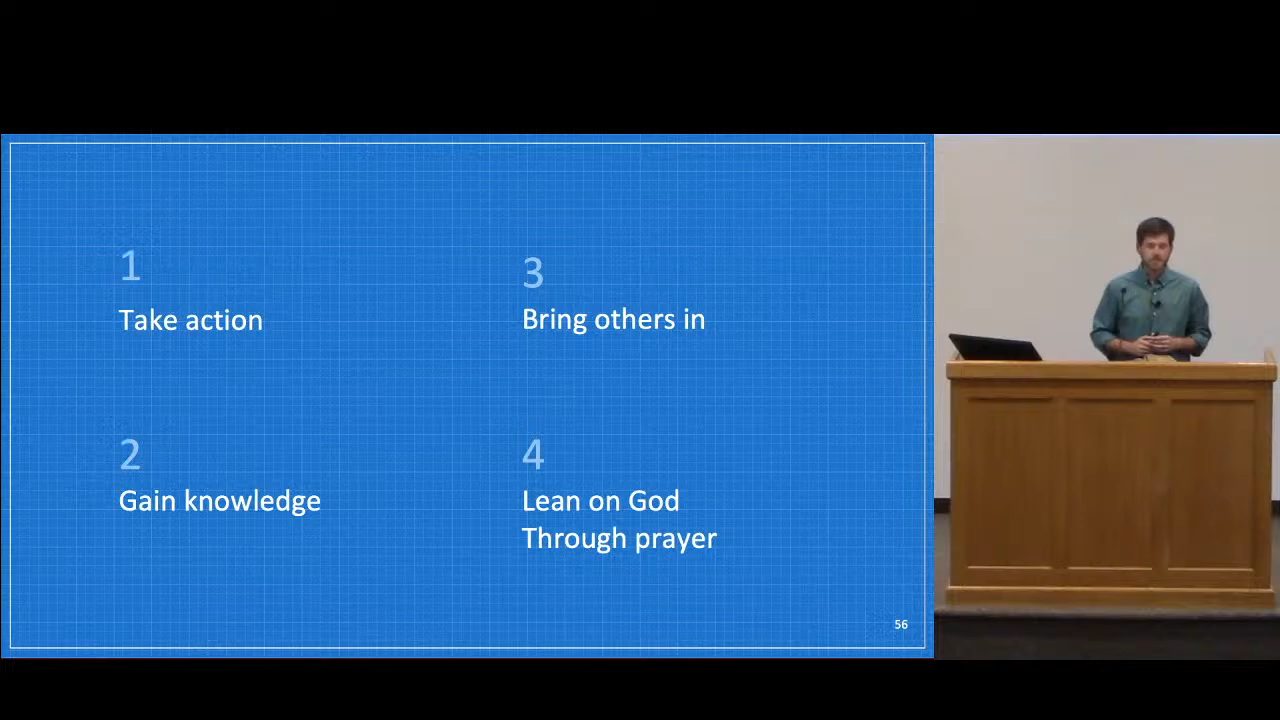 1
Take action
2
Gain knowledge
3
Bring others in
4
Lean on God
Through prayer
56